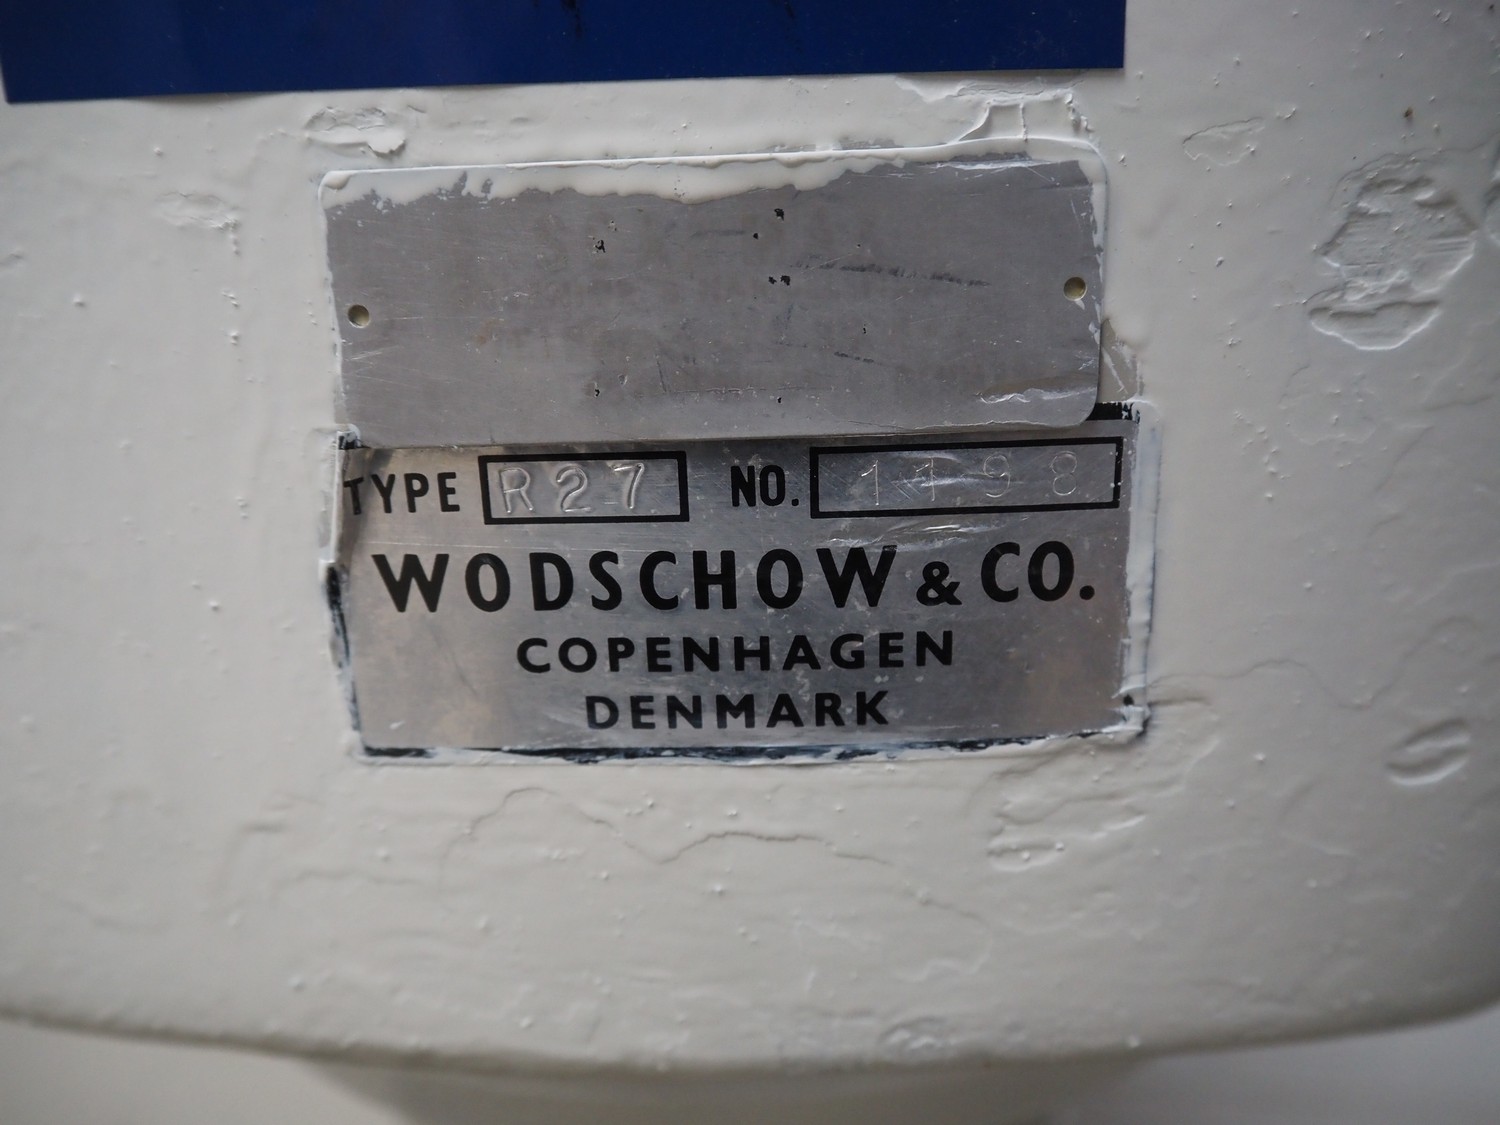 TYPE R27 NO. 1198
WODSCHOW & CO.
COPENHAGEN
DENMARK